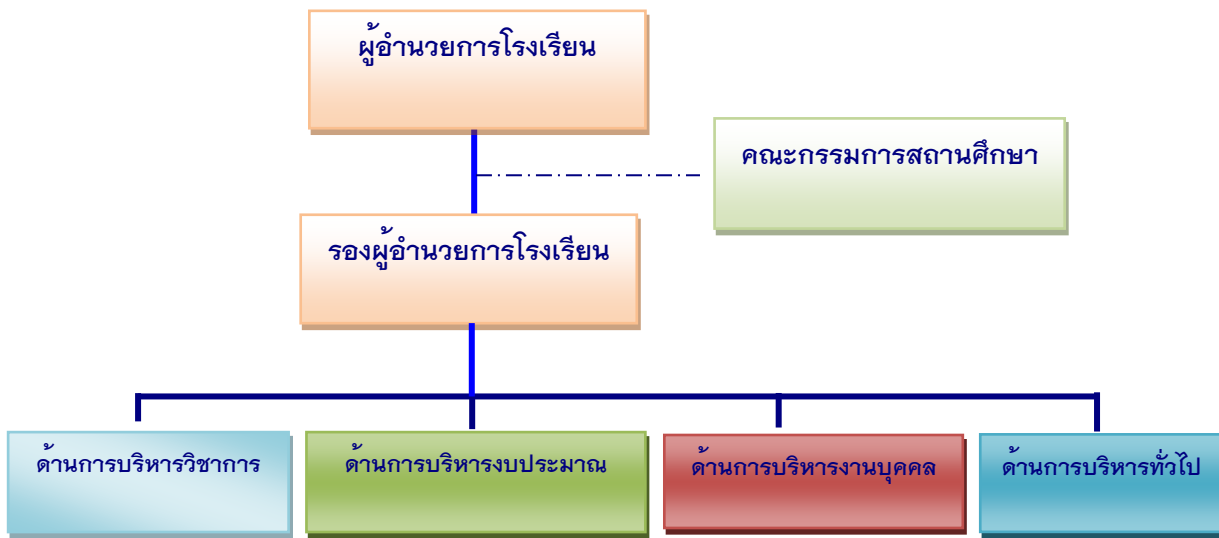 ผู้อำนวยการโรงเรียน
คณะกรรมการสถานศึกษา
รองผู้อำนวยการโรงเรียน
ด้านการบริหารวิชาการ
ด้านการบริหารงบประมาณ
ด้านการบริหารงานบุคคล
ด้านการบริหารทั่วไป